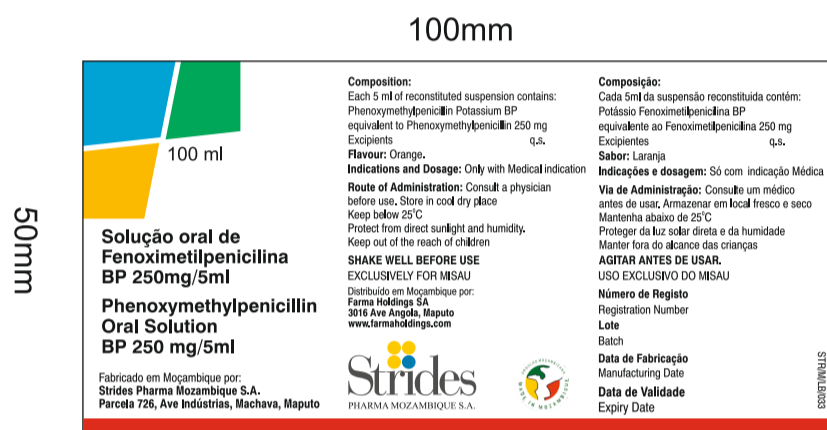 100mm
50mm
100 ml
Solução oral de
Fenoximetilpenicilina
BP 250mg/5ml
Phenoxymethylpenicillin
Oral Solution
BP 250 mg/5ml
Fabricado em Moçambique por:
Strides Pharma Mozambique S.A.
Parcela 726, Ave Indústrias, Machava, Maputo
Composition:
Each 5 ml of reconstituted suspension contains:
Phenoxymethylpenicillin Potassium BP
equivalent to Phenoxymethylpenicillin 250 mg
Excipients q.s.
Flavour: Orange.
Indications and Dosage: Only with Medical indication
Route of Administration: Consult a physician
before use. Store in cool dry place
Keep below 25°C
Protect from direct sunlight and humidity.
Keep out of the reach of children
SHAKE WELL BEFORE USE
EXCLUSIVELY FOR MISAU
Distribuído em Moçambique por:
Farma Holdings SA
3016 Ave Angola, Maputo
www.farmaholdings.com
Strides
PHARMA MOZAMBIQUE S.A.
MADE IN MOZAMBIQUE
Composição:
Cada 5ml da suspensão reconstituida contém:
Potássio Fenoximetilpenicilina BP
equivalente ao Fenoximetilpenicilina 250 mg
Excipientes q.s.
Sabor: Laranja
Indicações e dosagem: Só com indicação Médica
Via de Administração: Consulte um médico
antes de usar. Armazenar em local fresco e seco
Mantenha abaixo de 25°C
Proteger da luz solar direta e da humidade
Manter fora do alcance das crianças
AGITAR ANTES DE USAR.
USO EXCLUSIVO DO MISAU
Número de Registo
Registration Number
Lote
Batch
Data de Fabricação
Manufacturing Date
Data de Validade
Expiry Date
STR/M/LB/033